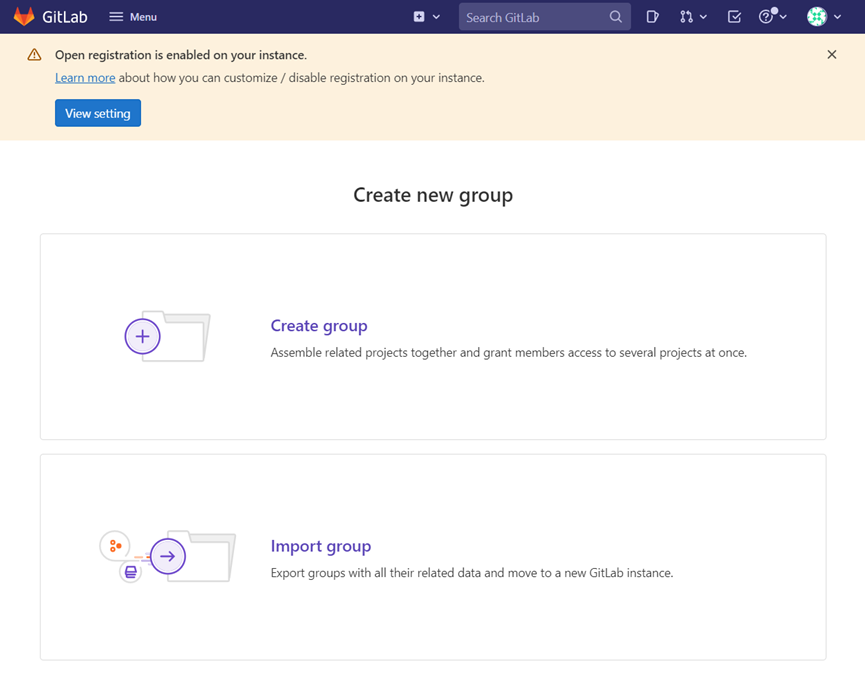 GitLab
Menu
Search GitLab
Open registration is enabled on your instance.
Learn more about how you can customize / disable registration on your instance.
View setting
Create new group
Create group
Assemble related projects together and grant members access to several projects at once.
Import group
Export groups with all their related data and move to a new GitLab instance.